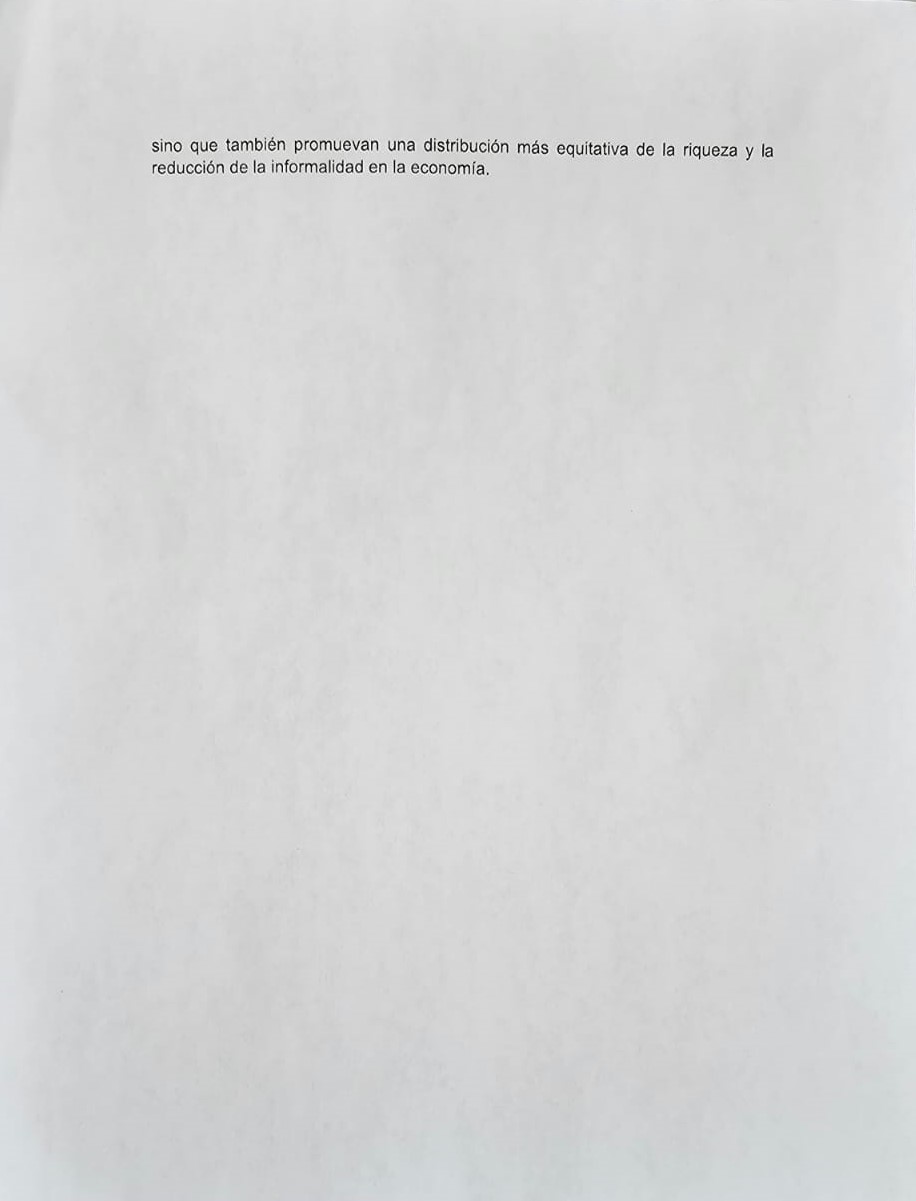 sino que también promuevan una distribución más equitativa de la riqueza y la
reducción de la informalidad en la economía.